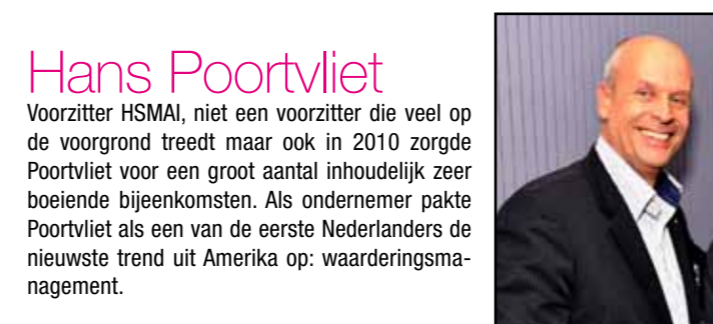 Hans Poortvliet
Voorzitter HSMAI, niet een voorzitter die veel op
de voorgrond treedt maar ook in 2010 zorgde
Poortvliet voor een groot aantal inhoudelijk zeer
boeiende bijeenkomsten. Als ondernemer pakte
Poortvliet als een van de eerste Nederlanders de
nieuwste trend uit Amerika op: waarderingsma-
nagement.